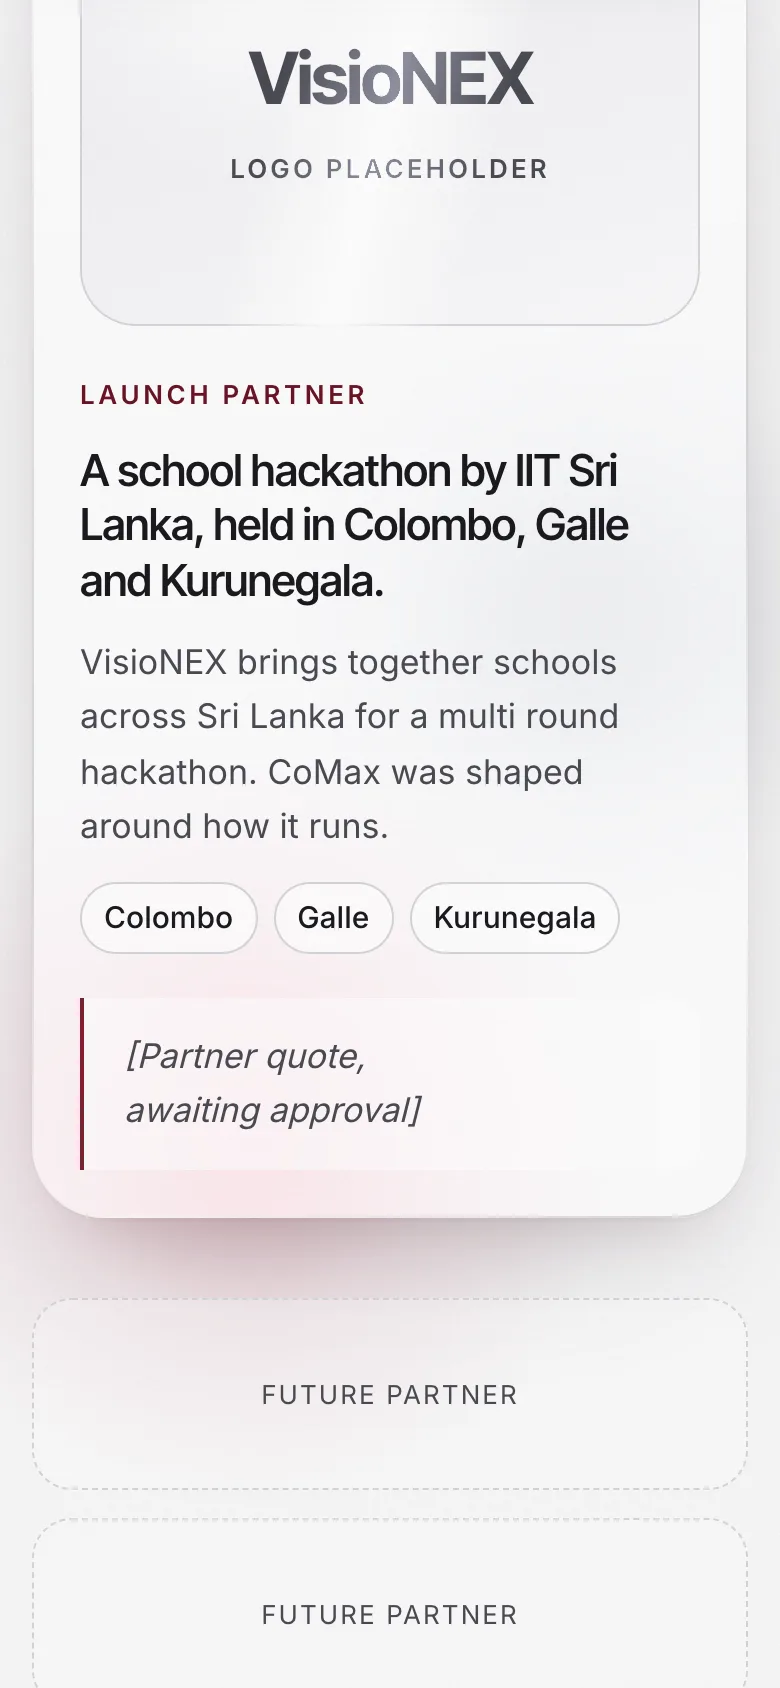 VisioNEX
LOGO PLACEHOLDER
LAUNCH PARTNER
A school hackathon by IIT Sri
Lanka, held in Colombo, Galle
and Kurunegala.
VisioNEX brings together schools
across Sri Lanka for a multi round
hackathon. CoMax was shaped
around how it runs.
Colombo Galle Kurunegala
[Partner quote,
awaiting approval]
FUTURE PARTNER
FUTURE PARTNER